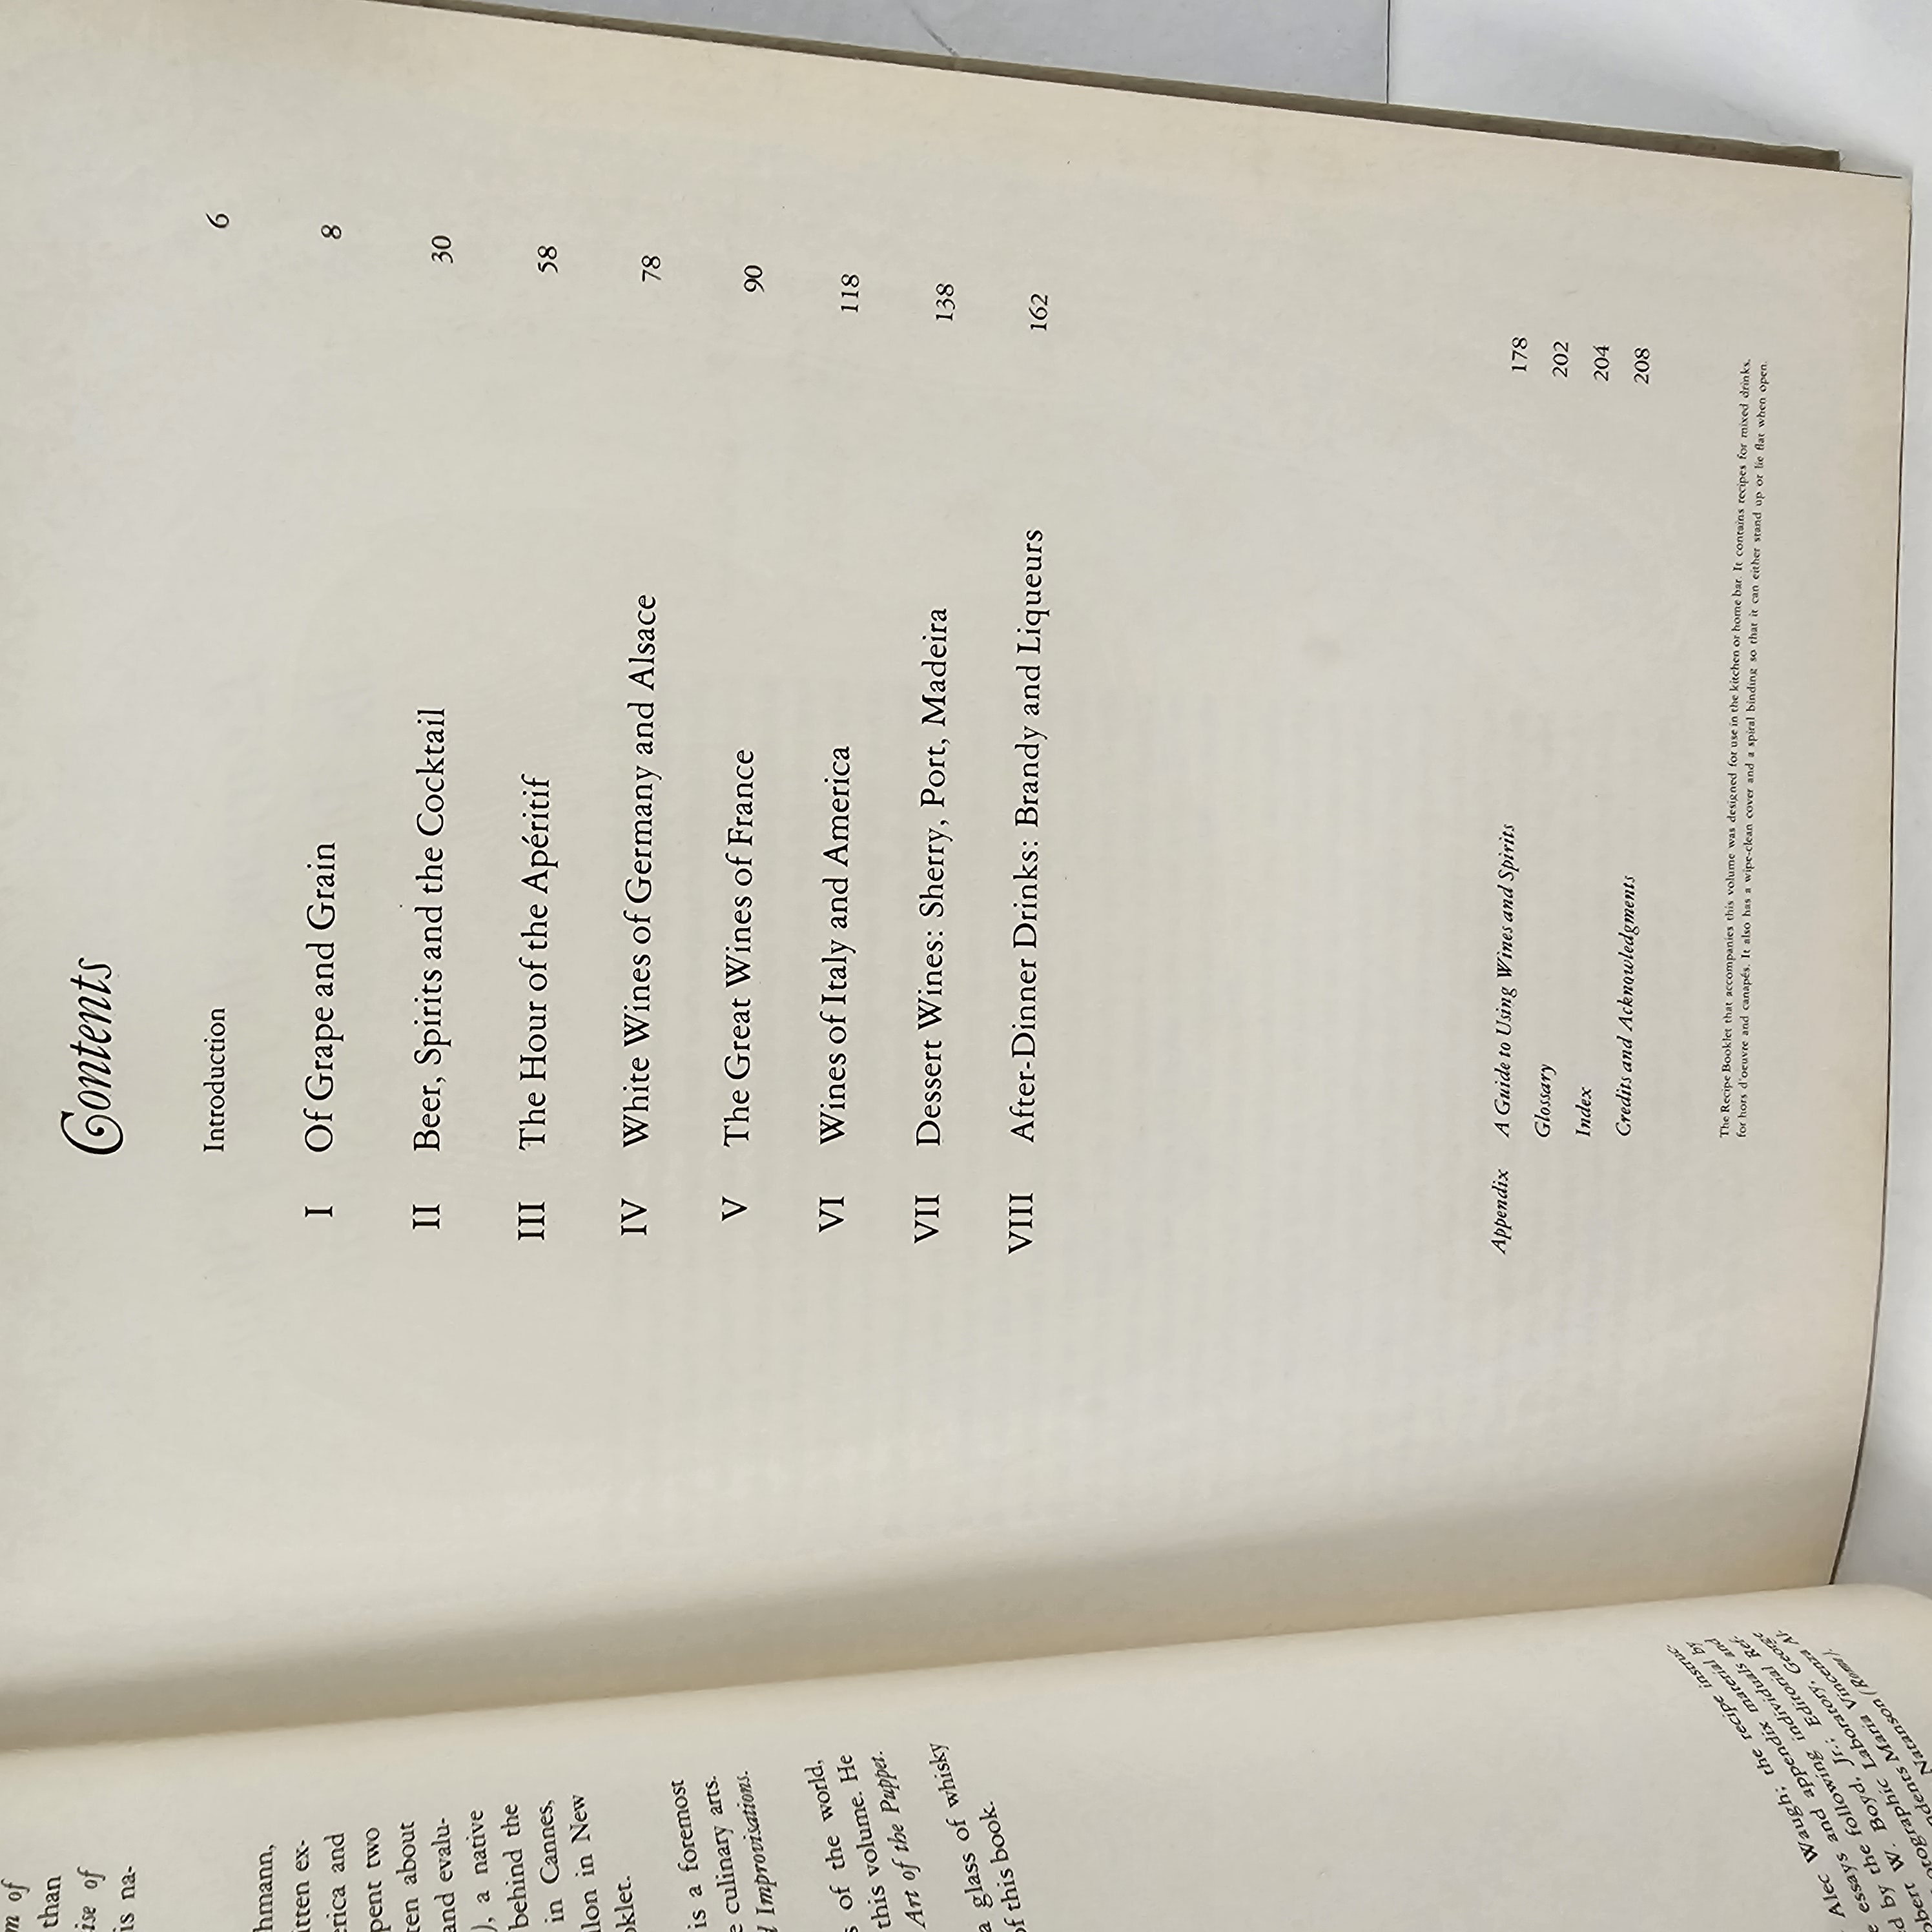 m of
than
ise of
is na-
hmann,
itten ex-
erica and
pent two
ten about
and evalu-
), a native
behind the
in Cannes,
llon in New
oklet.
is a foremost
e culinary arts.
d Improvisations.
s of the world,
this volume. He
Art of the Puppet.
a glass of whisky
of this book.
Alec Waugh; the recipe instruc-
e essays and appendix material by
d by the following individuals and
obert W. Boyd, Jr.; Editorial Ref-
otographic Laboratory, George
ndents Maria Vincenza Al-
Natanson (Rome).
Contents
Introduction 6
I Of Grape and Grain 8
II Beer, Spirits and the Cocktail 30
III The Hour of the Apéritif 58
IV White Wines of Germany and Alsace 78
V The Great Wines of France 90
VI Wines of Italy and America 118
VII Dessert Wines: Sherry, Port, Madeira 138
VIII After-Dinner Drinks: Brandy and Liqueurs 162
Appendix A Guide to Using Wines and Spirits 178
Glossary 202
Index 204
Credits and Acknowledgments 208
The Recipe Booklet that accompanies this volume was designed for use in the kitchen or home bar. It contains recipes for mixed drinks,
for hors d'oeuvre and canapés. It also has a wipe-clean cover and a spiral binding so that it can either stand up or lie flat when open.